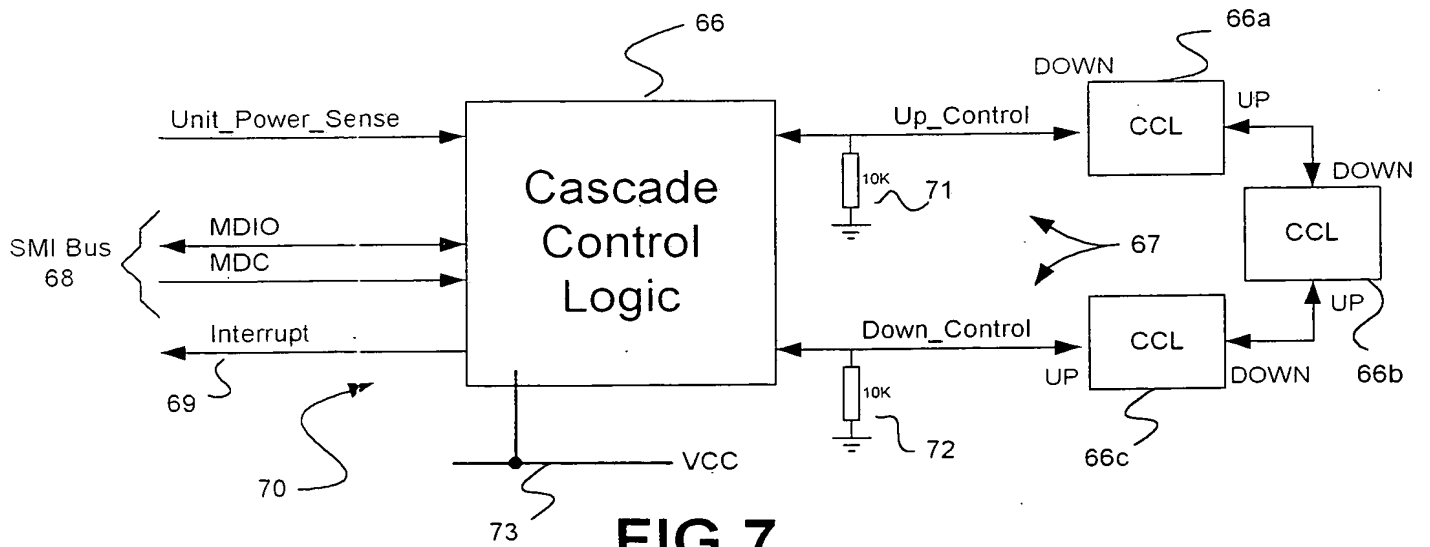 66
66a
DOWN
Unit_Power_Sense
Up_Control
CCL
UP
10K
71
DOWN
Cascade
Control
Logic
SMI Bus
68
MDIO
MDC
67
CCL
UP
Interrupt
69
Down_Control
CCL
UP
DOWN
66b
10K
72
66c
70
VCC
73
FIG 7